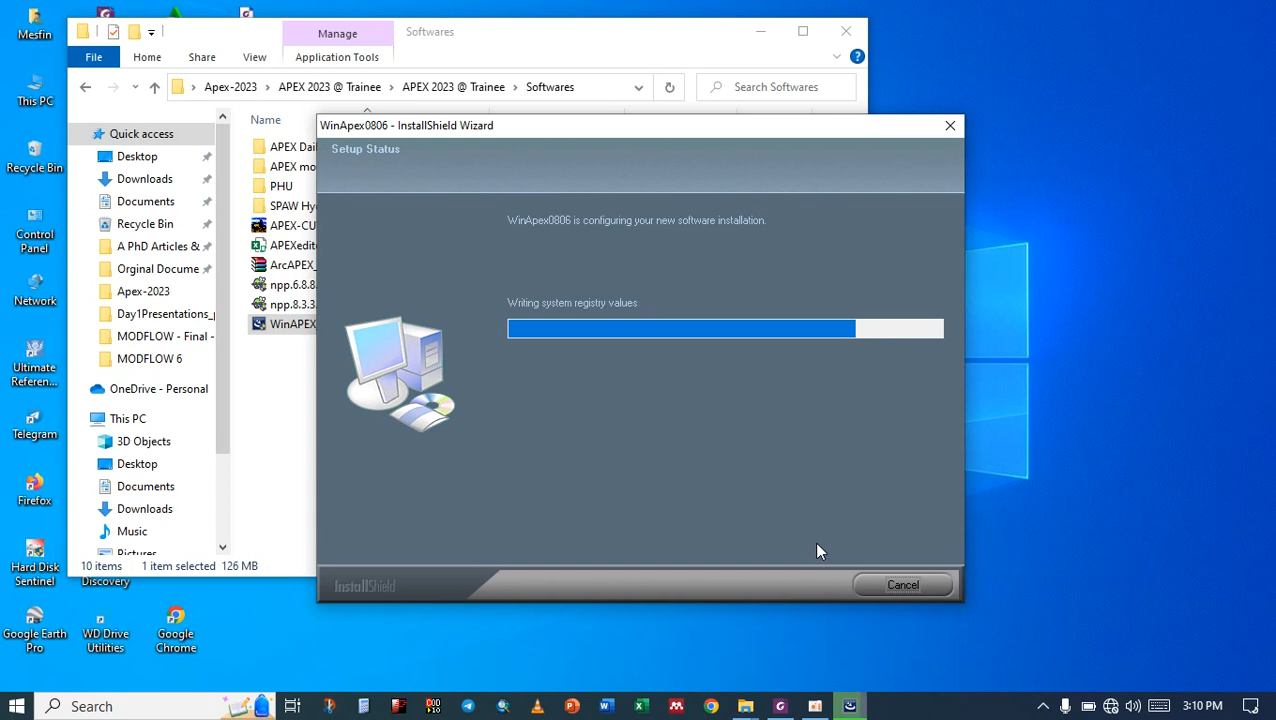 Mesfin
This PC
Recycle Bin
Control
Panel
Network
Ultimate
Referen...
Telegram
Firefox
Hard Disk
Sentinel
Discovery
Google Earth
Pro
WD Drive
Utilities
Google
Chrome
Manage
Softwares
File
Home
Share
View
Application Tools
Apex-2023 > APEX 2023 @ Trainee > APEX 2023 @ Trainee > Softwares
Search Softwares
Quick access
Desktop
Downloads
Documents
Recycle Bin
A PhD Articles &
Orginal Docume
Apex-2023
Day1Presentations_
MODFLOW - Final -
MODFLOW 6
OneDrive - Personal
This PC
3D Objects
Desktop
Documents
Downloads
Music
Pictures
Name
APEX Dail
APEX mo
PHU
SPAW Hy
APEX-CU
APEXedit
ArcAPEX_
npp.6.8.8.
npp.8.3.3.
WinAPEX
10 items 1 item selected 126 MB
WinApex0806 - InstallShield Wizard
Setup Status
WinApex0806 is configuring your new software installation.
Writing system registry values
InstallShield
Cancel
Search
3:10 PM